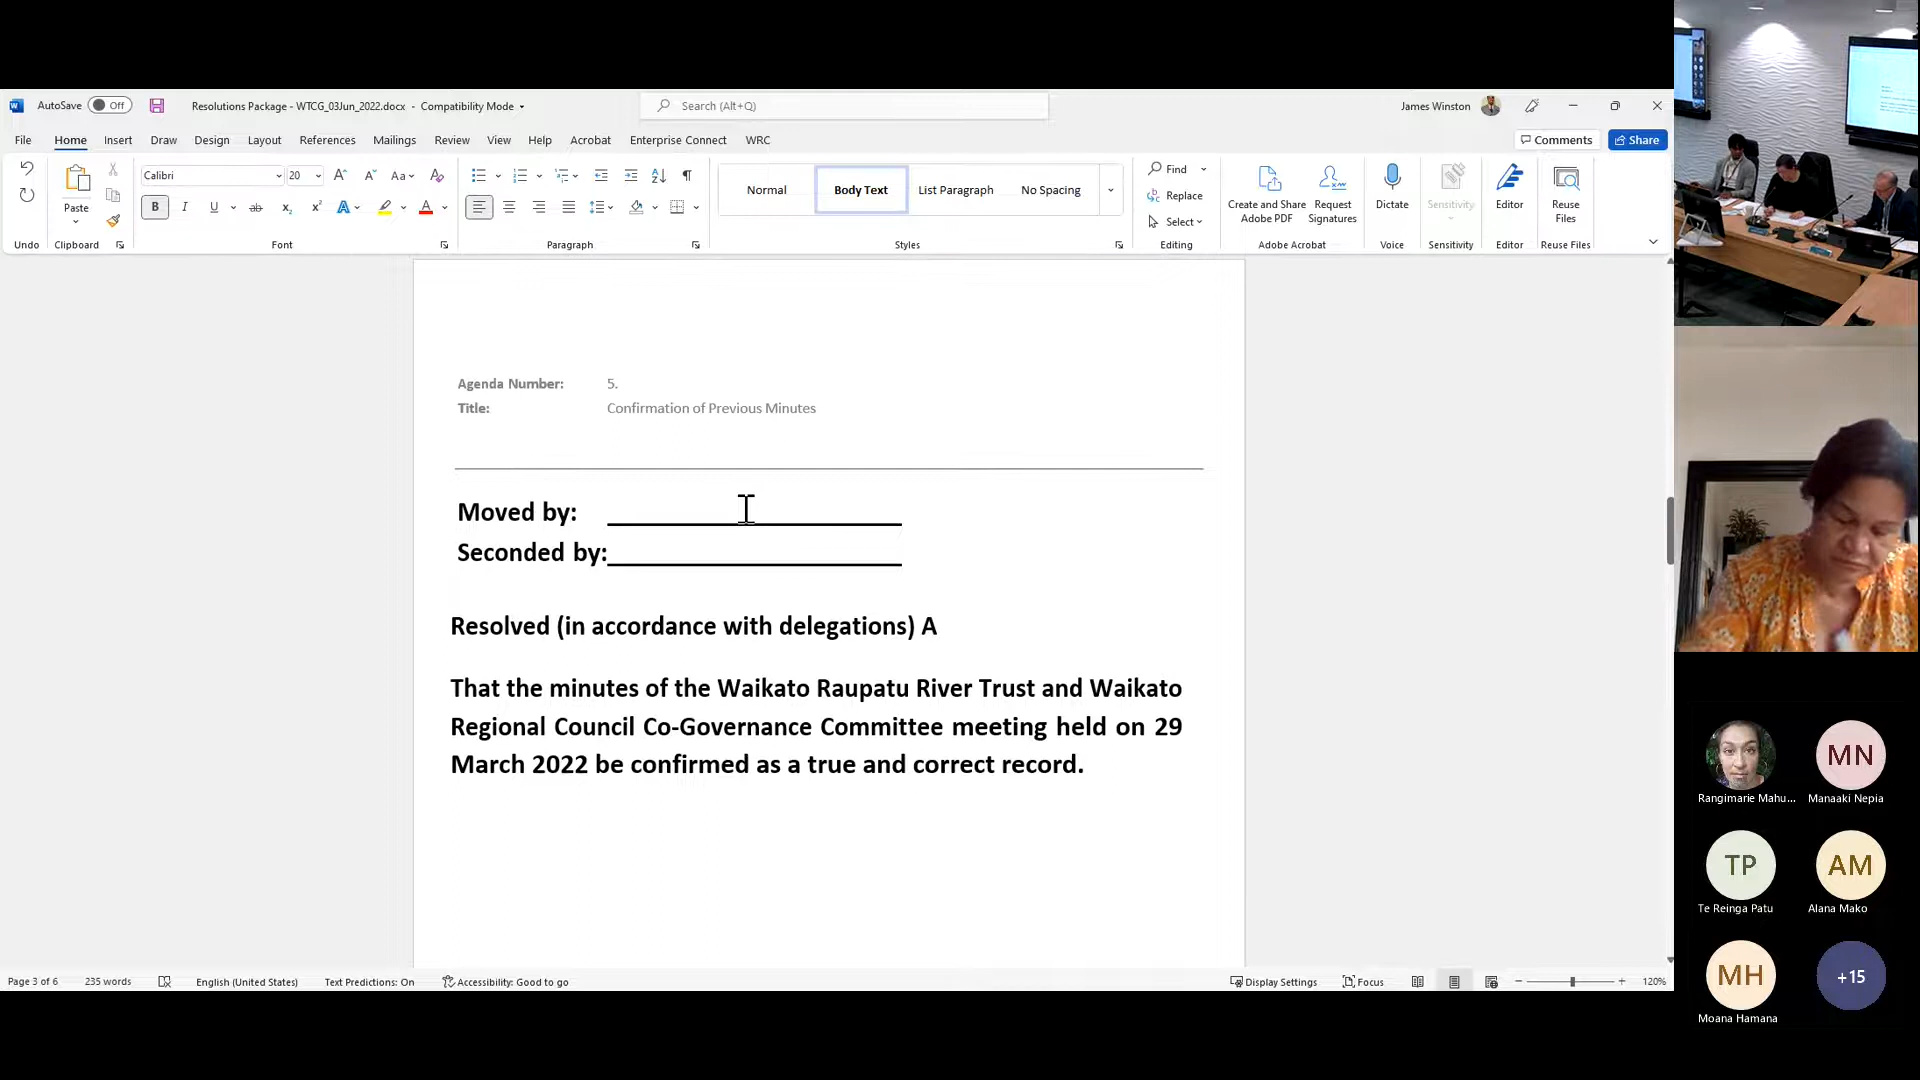 AutoSave Off Resolutions Package - WTCG_03Jun_2022.docx - Compatibility Mode Search (Alt+Q) James Winston
File Home Insert Draw Design Layout References Mailings Review View Help Acrobat Enterprise Connect WRC Comments Share
Calibri 20 A A Aa A
Paste
B I U ab x2 x2 A A
Normal Body Text List Paragraph No Spacing
Find
Replace
Select
Create and Share Adobe PDF
Request Signatures
Dictate
Sensitivity
Editor
Reuse Files
Undo Clipboard Font Paragraph Styles Editing Adobe Acrobat Voice Sensitivity Editor Reuse Files
Agenda Number: 5.
Title: Confirmation of Previous Minutes
Moved by:
Seconded by:
Resolved (in accordance with delegations) A
That the minutes of the Waikato Raupatu River Trust and Waikato
Regional Council Co-Governance Committee meeting held on 29
March 2022 be confirmed as a true and correct record.
Page 3 of 6 235 words English (United States) Text Predictions: On Accessibility: Good to go Display Settings Focus 120%
MN
Rangimarie Mahu... Manaaki Nepia
TP AM
Te Reinga Patu Alana Mako
MH +15
Moana Hamana